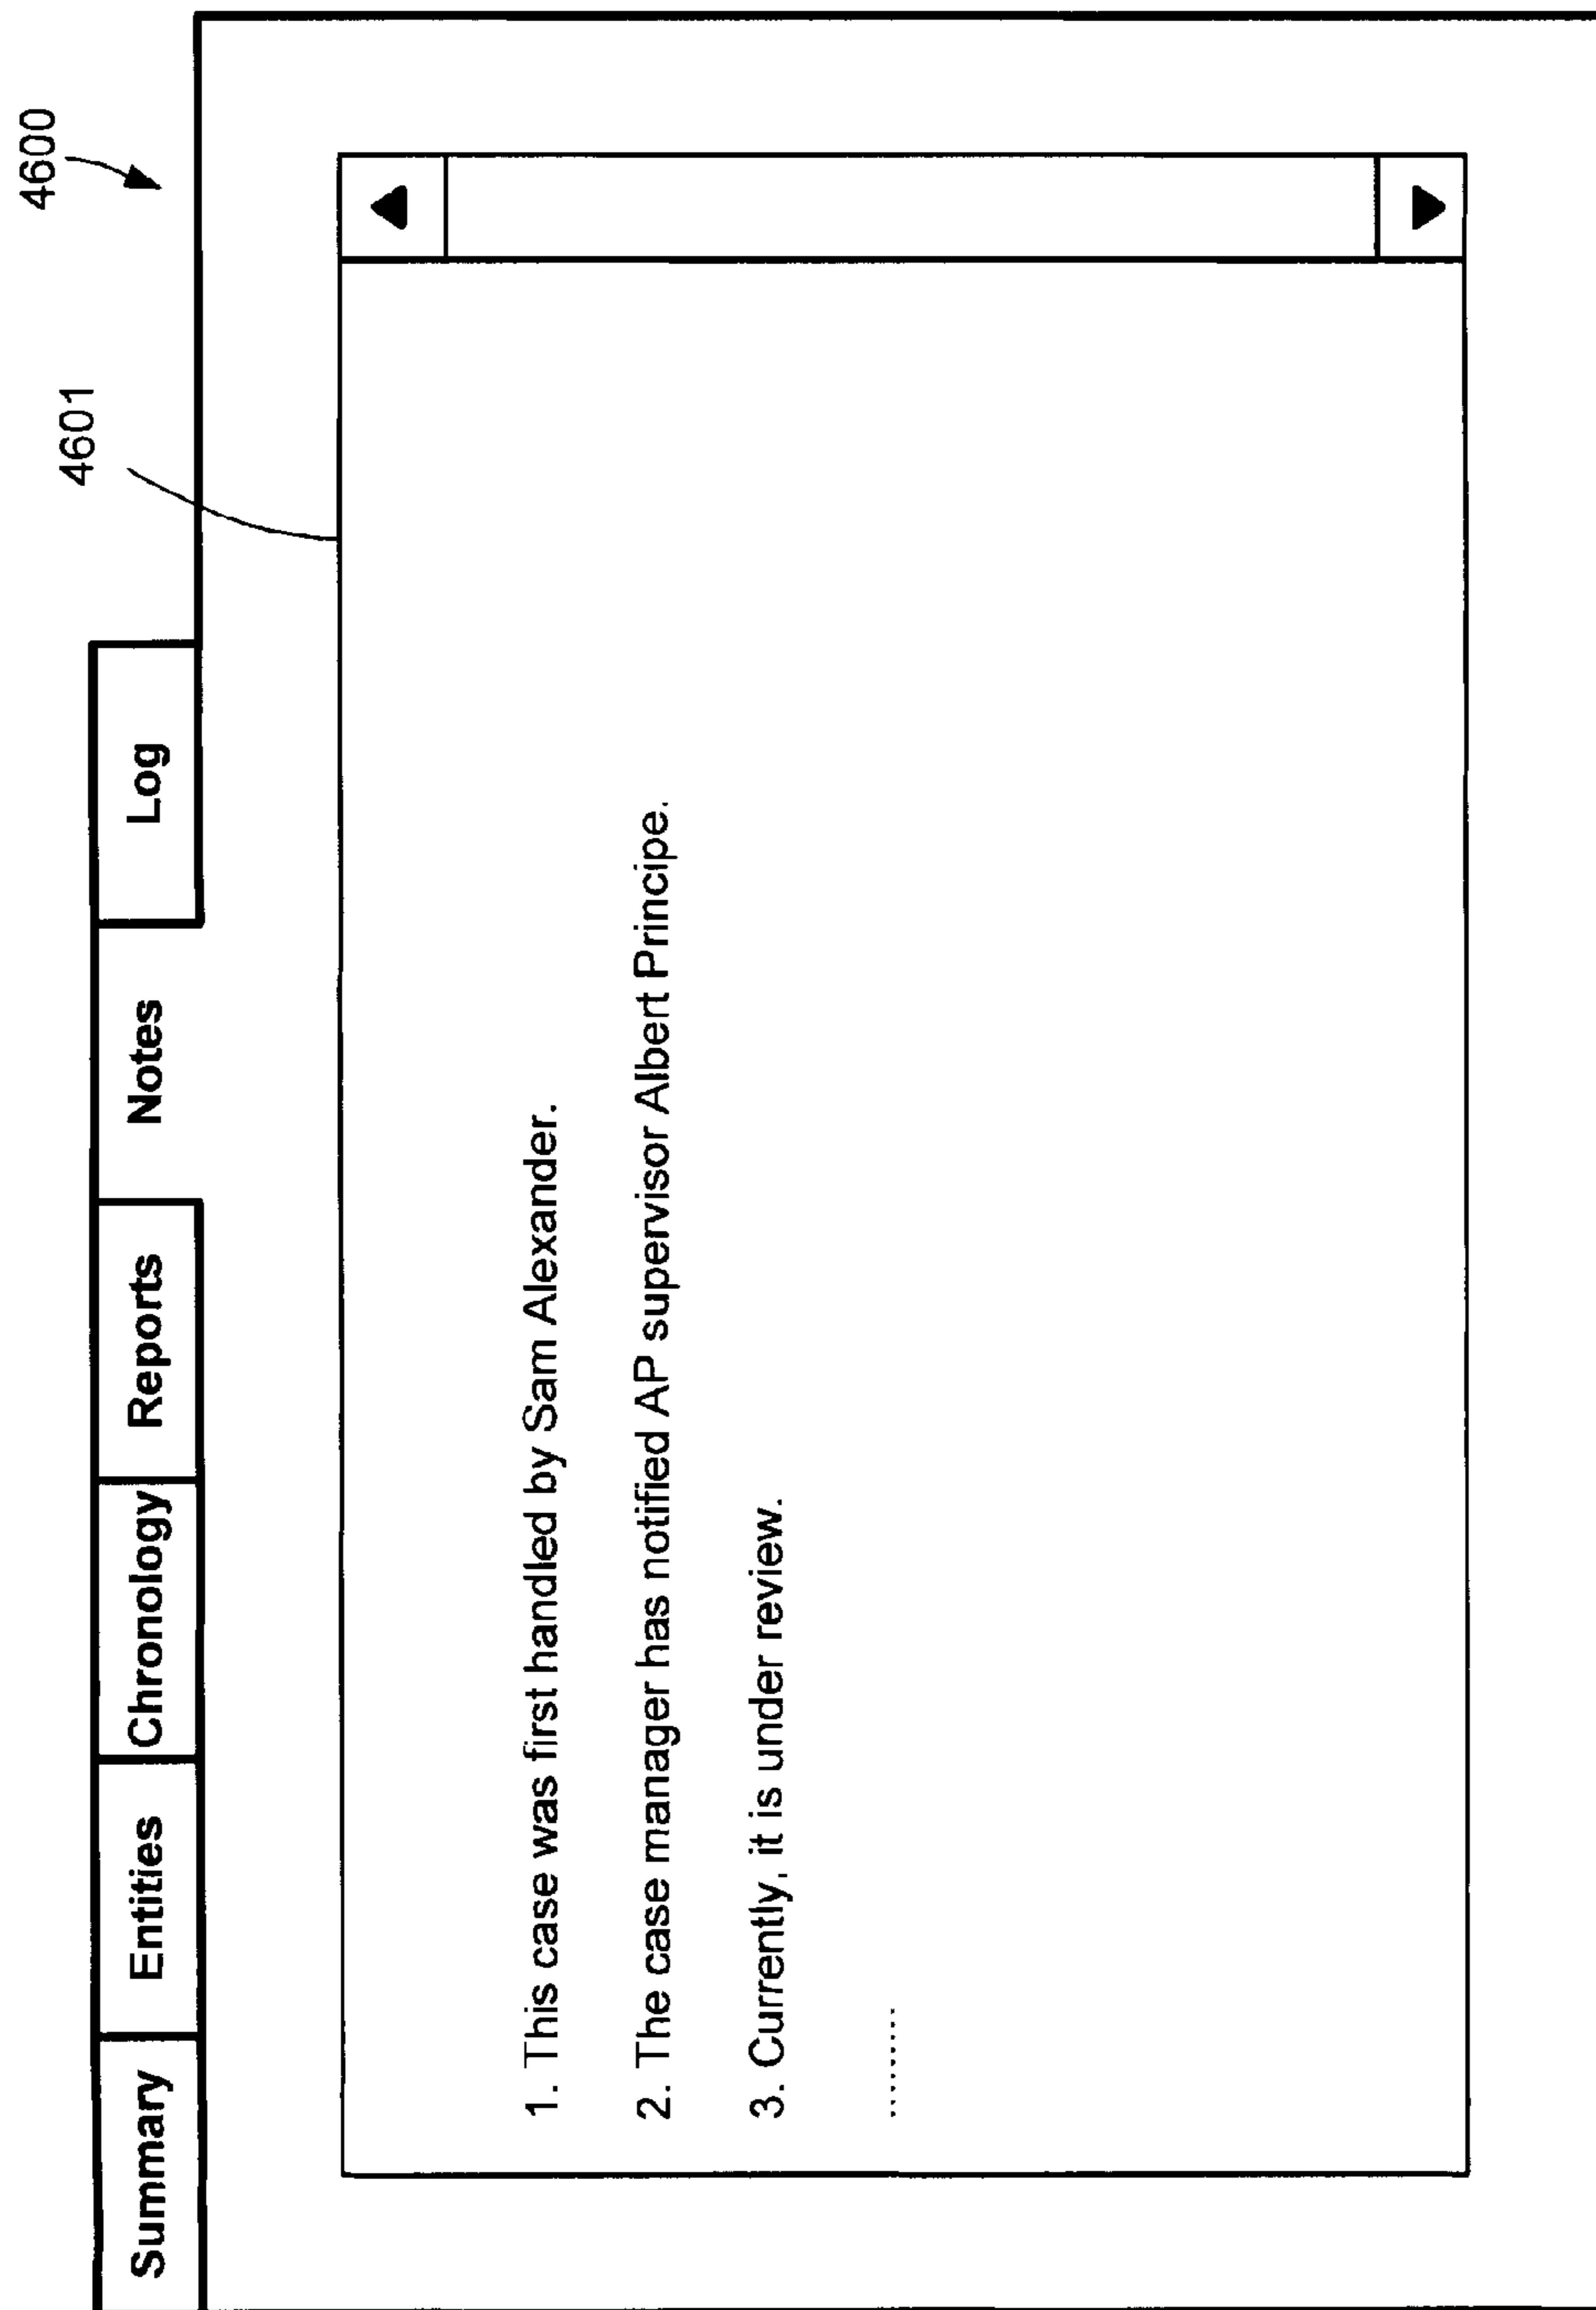 4600
4601
Summary Entities Chronology Reports Notes Log
1. This case was first handled by Sam Alexander.
2. The case manager has notified AP supervisor Albert Principe.
3. Currently, it is under review.
.........